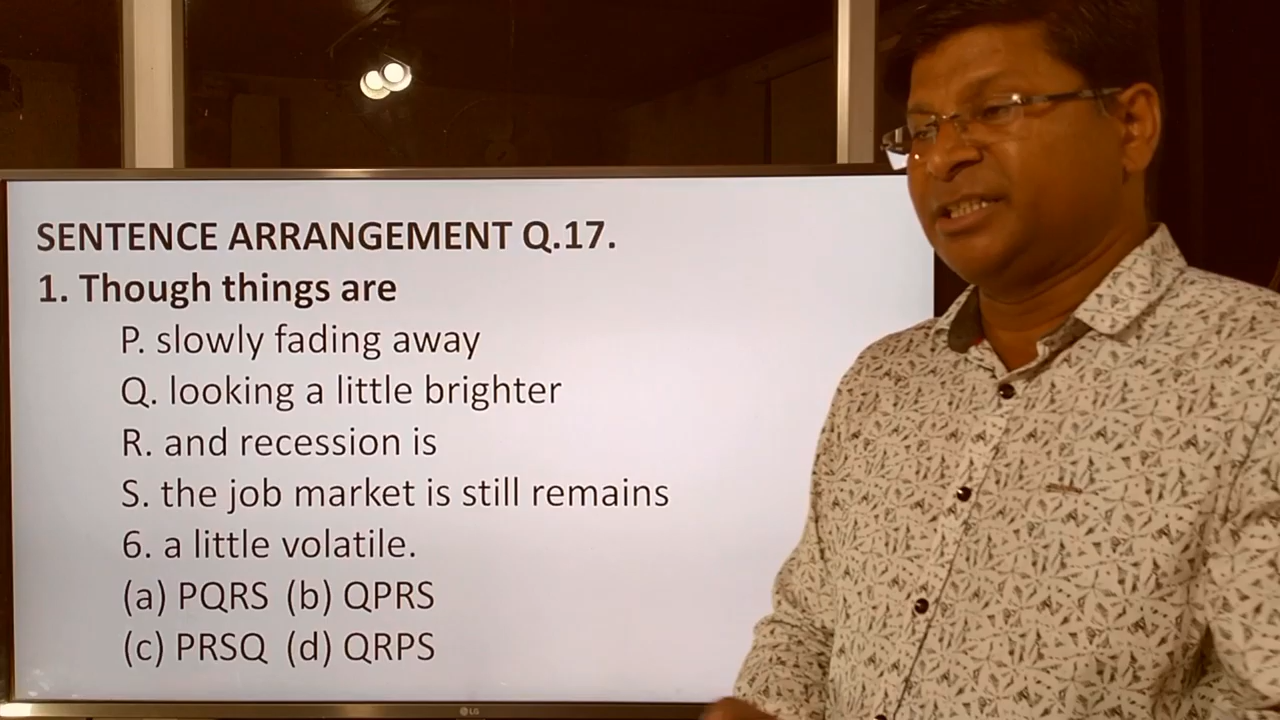 SENTENCE ARRANGEMENT Q.17.
1. Though things are
P. slowly fading away
Q. looking a little brighter
R. and recession is
S. the job market is still remains
6. a little volatile.
(a) PQRS (b) QPRS
(c) PRSQ (d) QRPS
LG